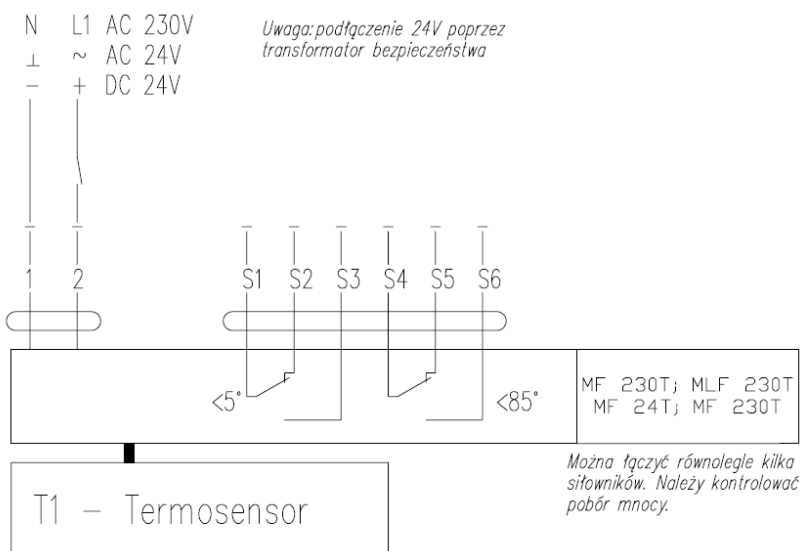 N L1 AC 230V
⊥ ~ AC 24V
− + DC 24V
Uwaga: podłączenie 24V poprzez
transformator bezpieczeństwa
1 2 S1 S2 S3 S4 S5 S6
<5° <85°
MF 230T; MLF 230T
MF 24T; MF 230T
Można łączyć równolegle kilka
siłowników. Należy kontrolować
pobór mnocy.
T1 – Termosensor